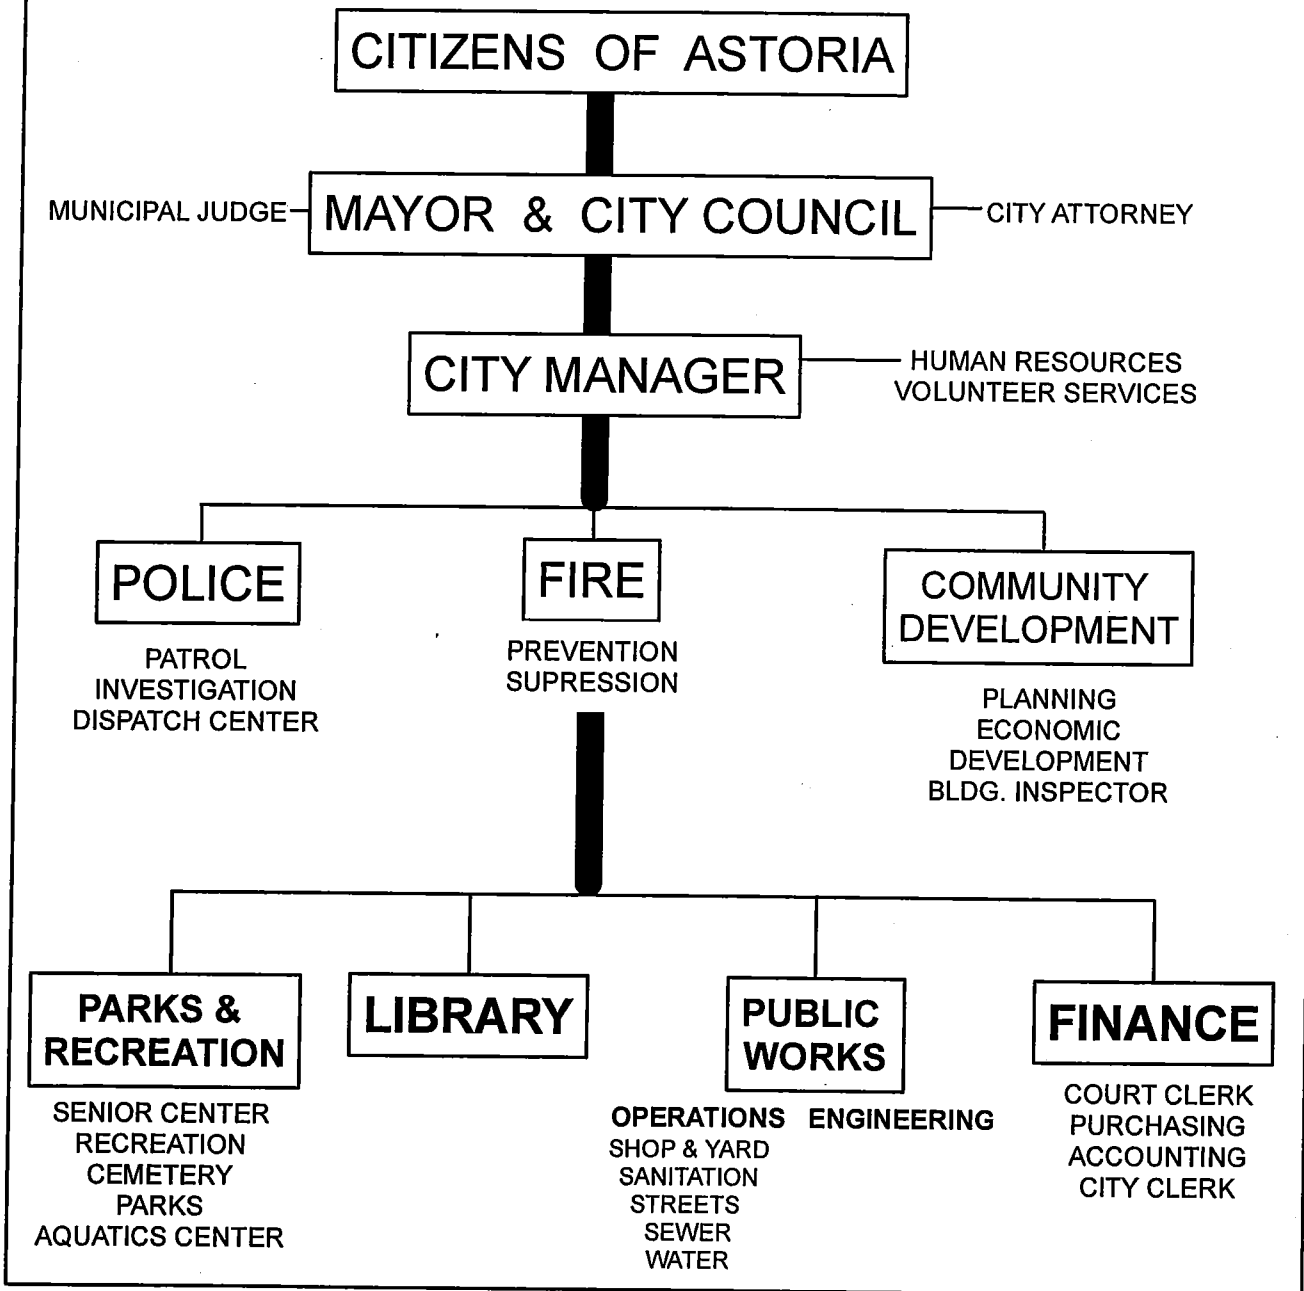 CITIZENS OF ASTORIA
MUNICIPAL JUDGE
MAYOR & CITY COUNCIL
CITY ATTORNEY
CITY MANAGER
HUMAN RESOURCES
VOLUNTEER SERVICES
POLICE
PATROL
INVESTIGATION
DISPATCH CENTER
FIRE
PREVENTION
SUPRESSION
COMMUNITY
DEVELOPMENT
PLANNING
ECONOMIC
DEVELOPMENT
BLDG. INSPECTOR
PARKS &
RECREATION
SENIOR CENTER
RECREATION
CEMETERY
PARKS
AQUATICS CENTER
LIBRARY
PUBLIC
WORKS
OPERATIONS ENGINEERING
SHOP & YARD
SANITATION
STREETS
SEWER
WATER
FINANCE
COURT CLERK
PURCHASING
ACCOUNTING
CITY CLERK